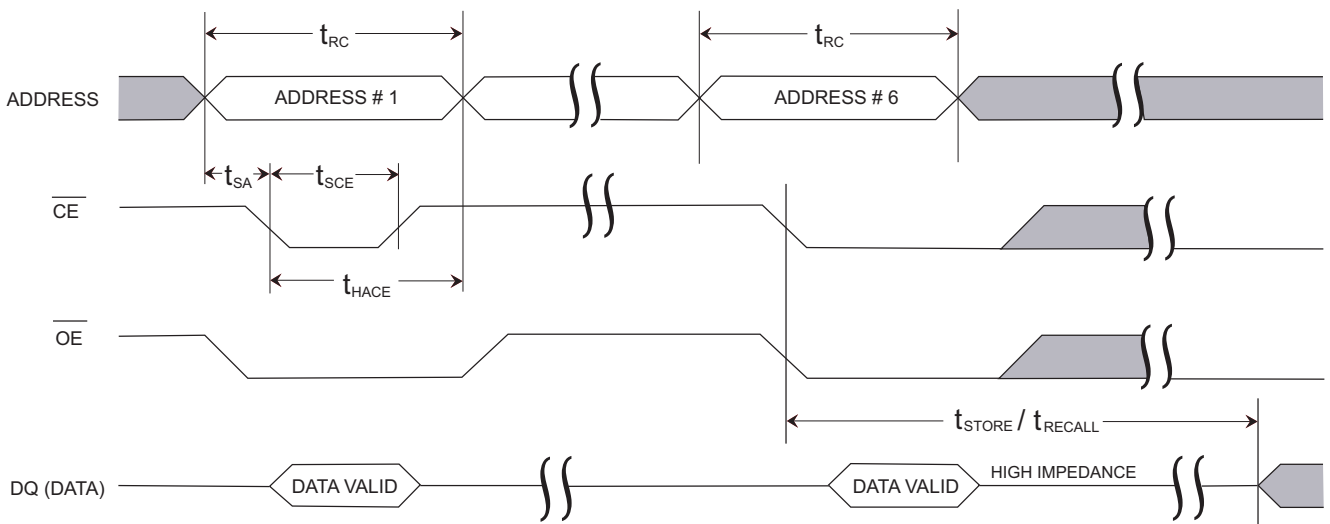 tRC
tRC
ADDRESS
ADDRESS # 1
ADDRESS # 6
tSA
tSCE
CE
tHACE
OE
tSTORE / tRECALL
DQ (DATA)
DATA VALID
DATA VALID
HIGH IMPEDANCE